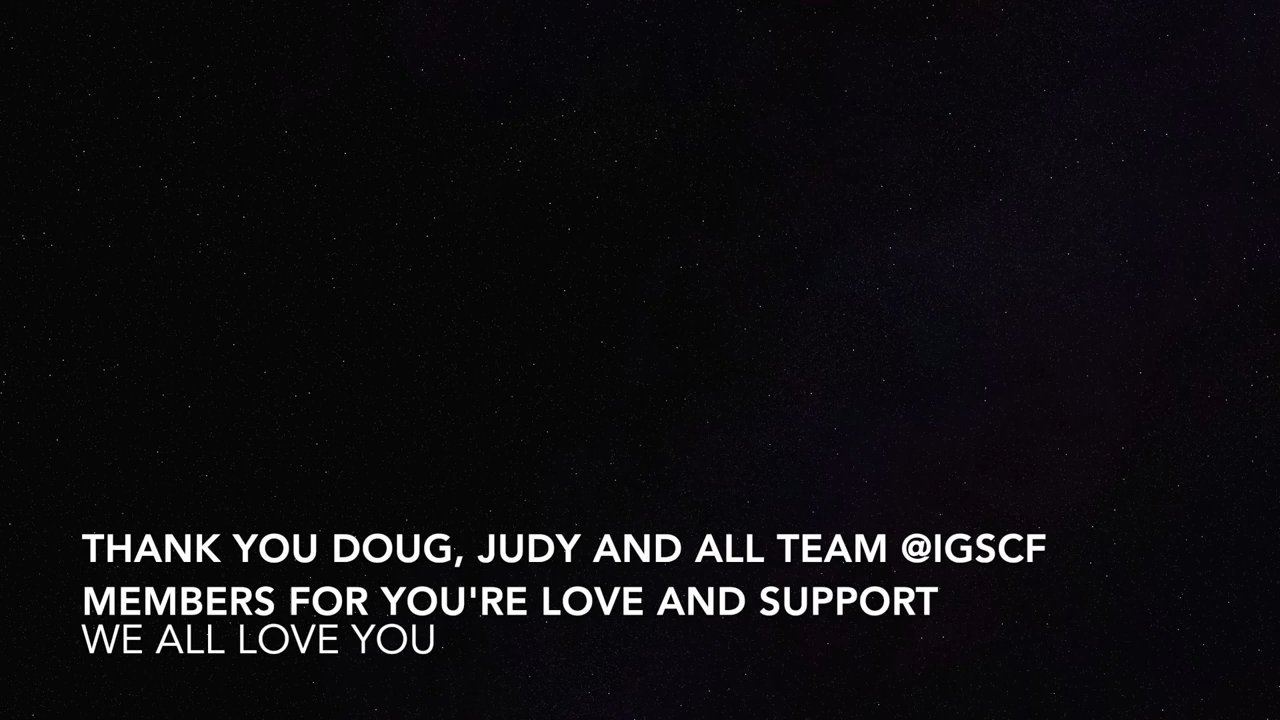 THANK YOU DOUG, JUDY AND ALL TEAM @IGSCF
MEMBERS FOR YOU'RE LOVE AND SUPPORT
WE ALL LOVE YOU